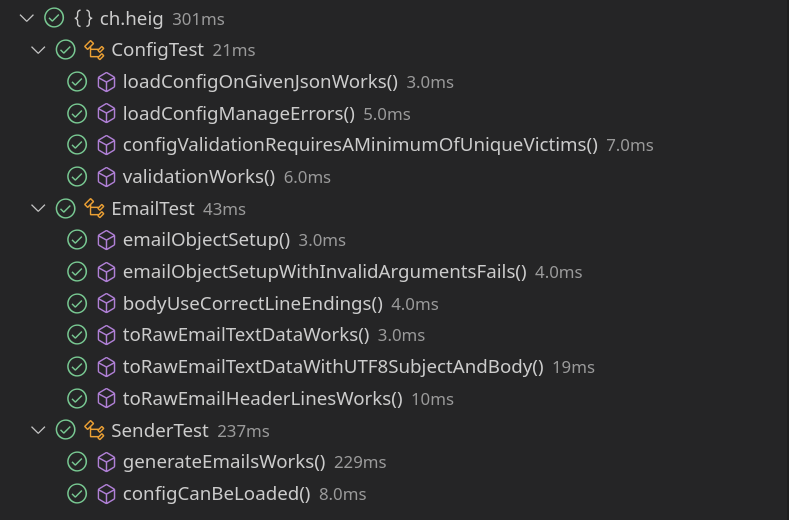 {} ch.heig 301ms
ConfigTest 21ms
loadConfigOnGivenJsonWorks() 3.0ms
loadConfigManageErrors() 5.0ms
configValidationRequiresAMinimumOfUniqueVictims() 7.0ms
validationWorks() 6.0ms
EmailTest 43ms
emailObjectSetup() 3.0ms
emailObjectSetupWithInvalidArgumentsFails() 4.0ms
bodyUseCorrectLineEndings() 4.0ms
toRawEmailTextDataWorks() 3.0ms
toRawEmailTextDataWithUTF8SubjectAndBody() 19ms
toRawEmailHeaderLinesWorks() 10ms
SenderTest 237ms
generateEmailsWorks() 229ms
configCanBeLoaded() 8.0ms